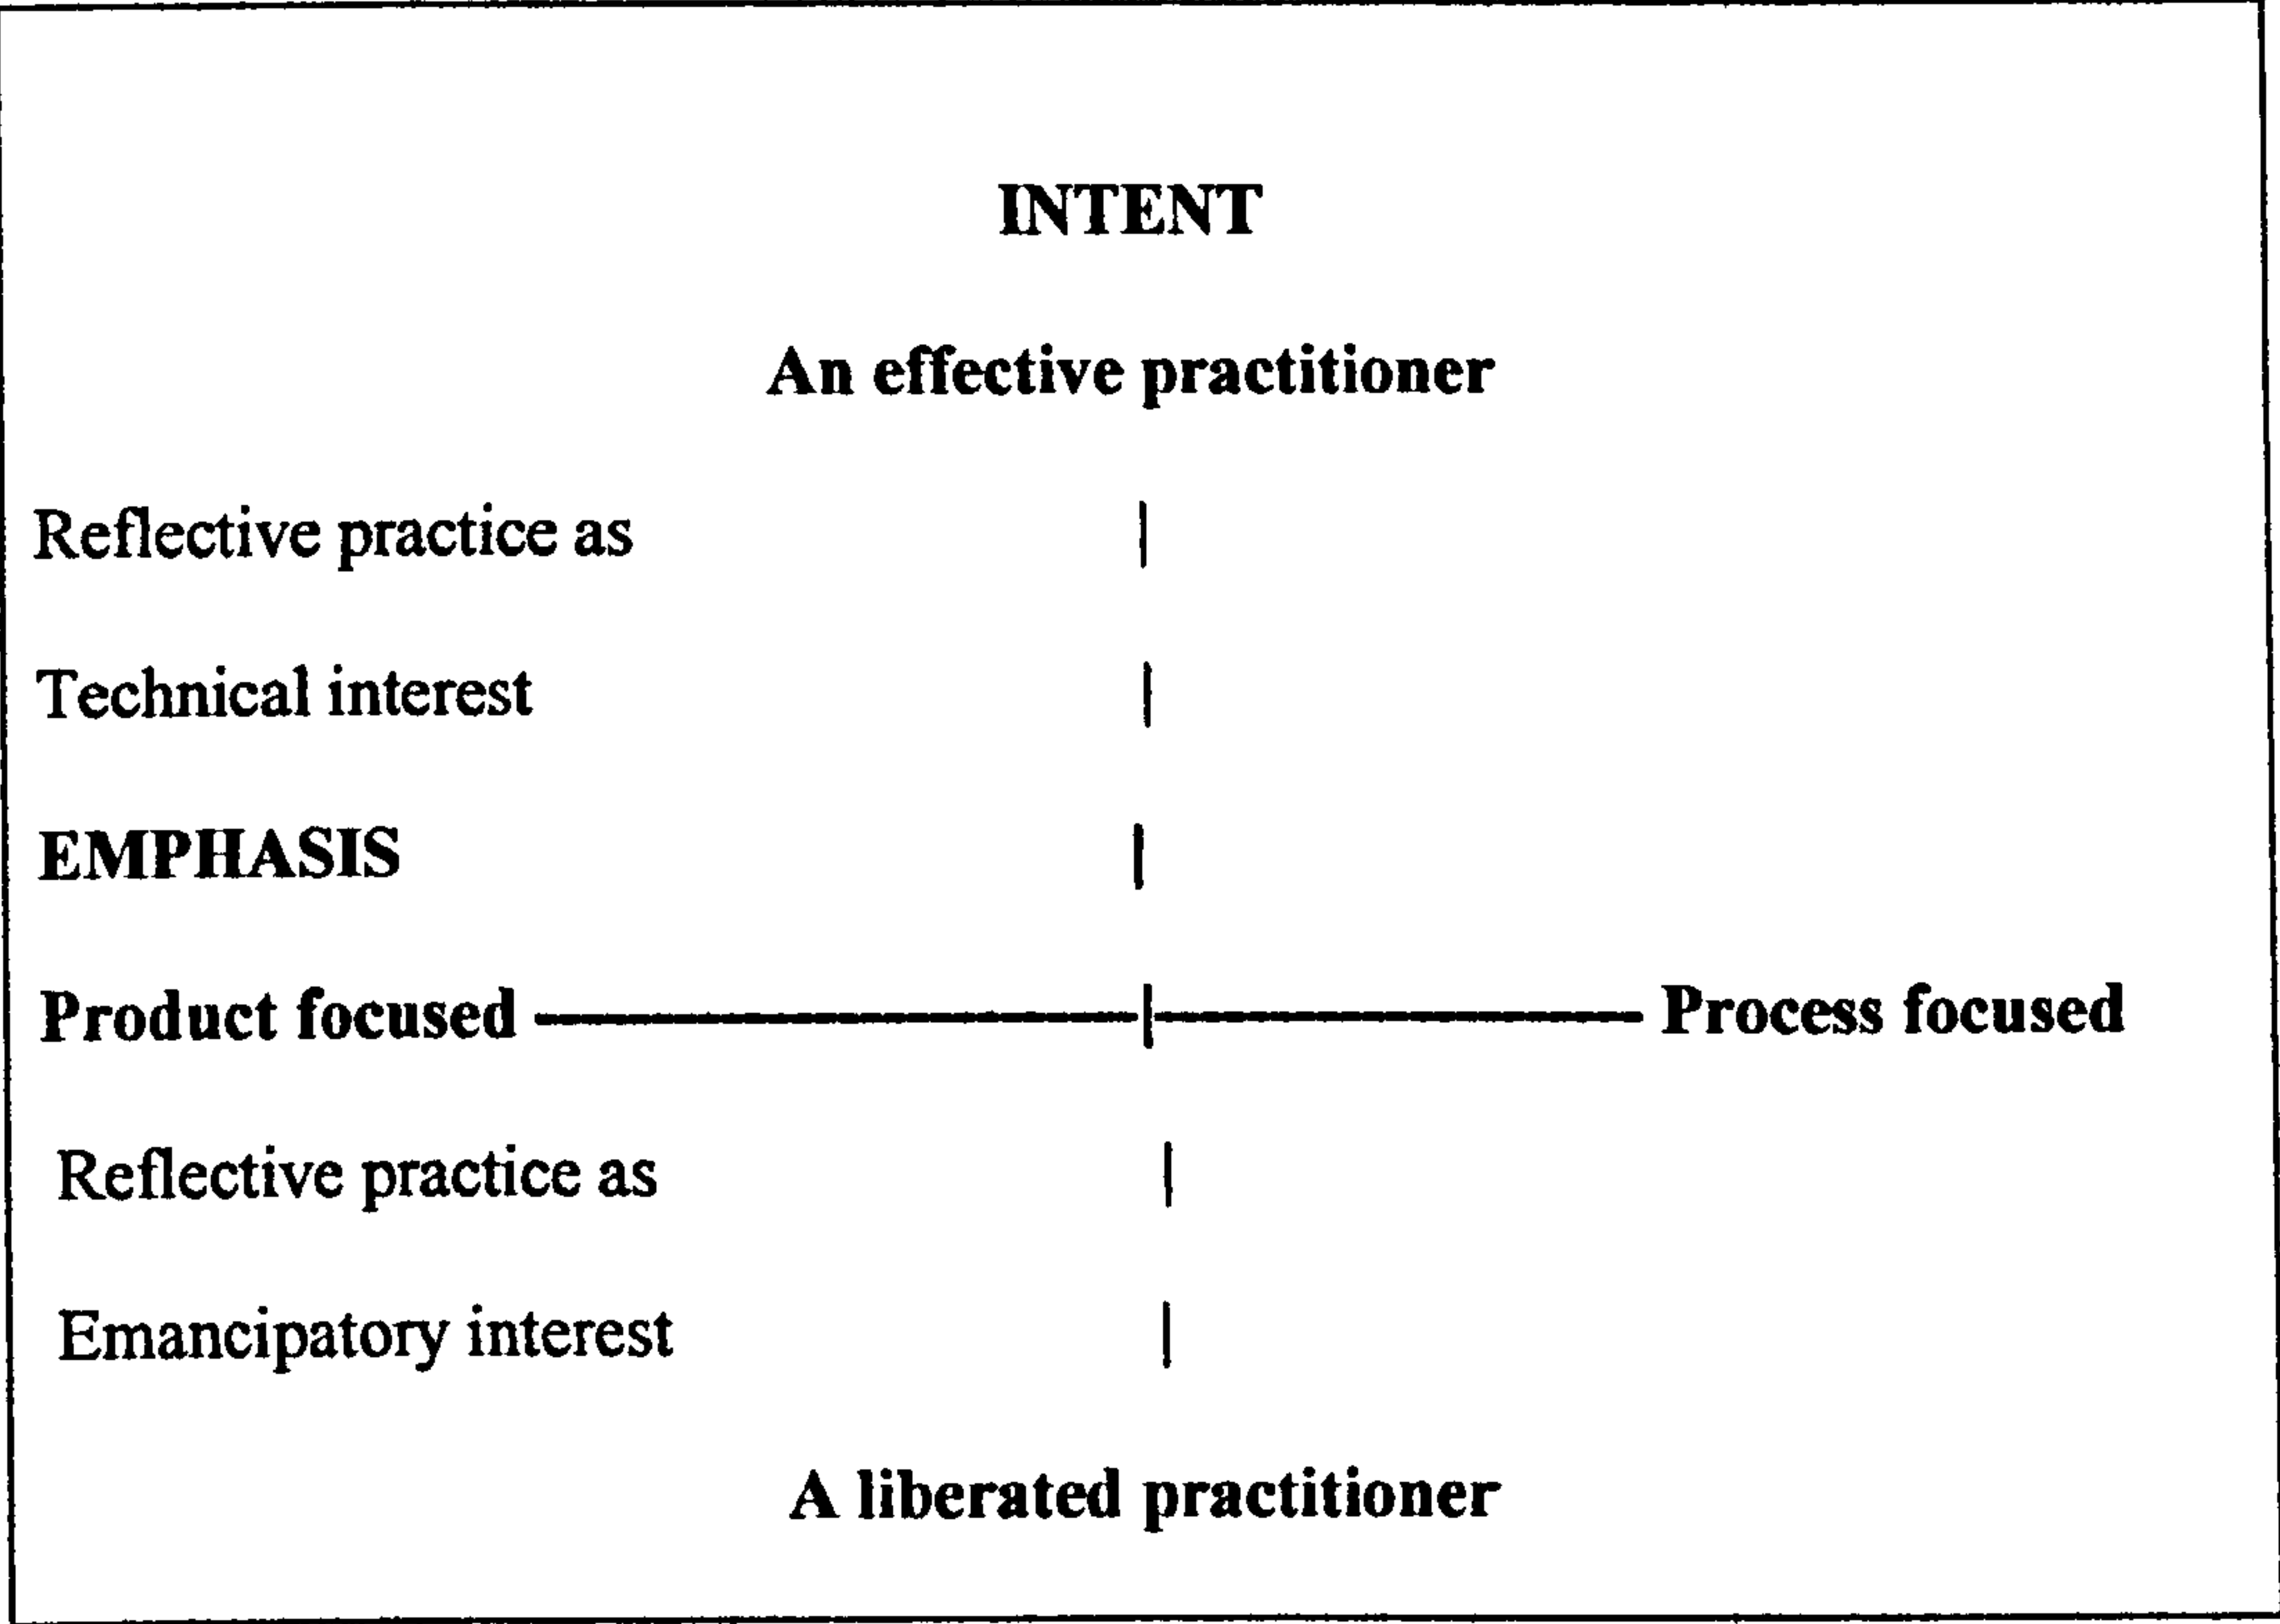 INTENT
An effective practitioner
Reflective practice as
Technical interest
EMPHASIS
Product focused Process focused
Reflective practice as
Emancipatory interest
A liberated practitioner